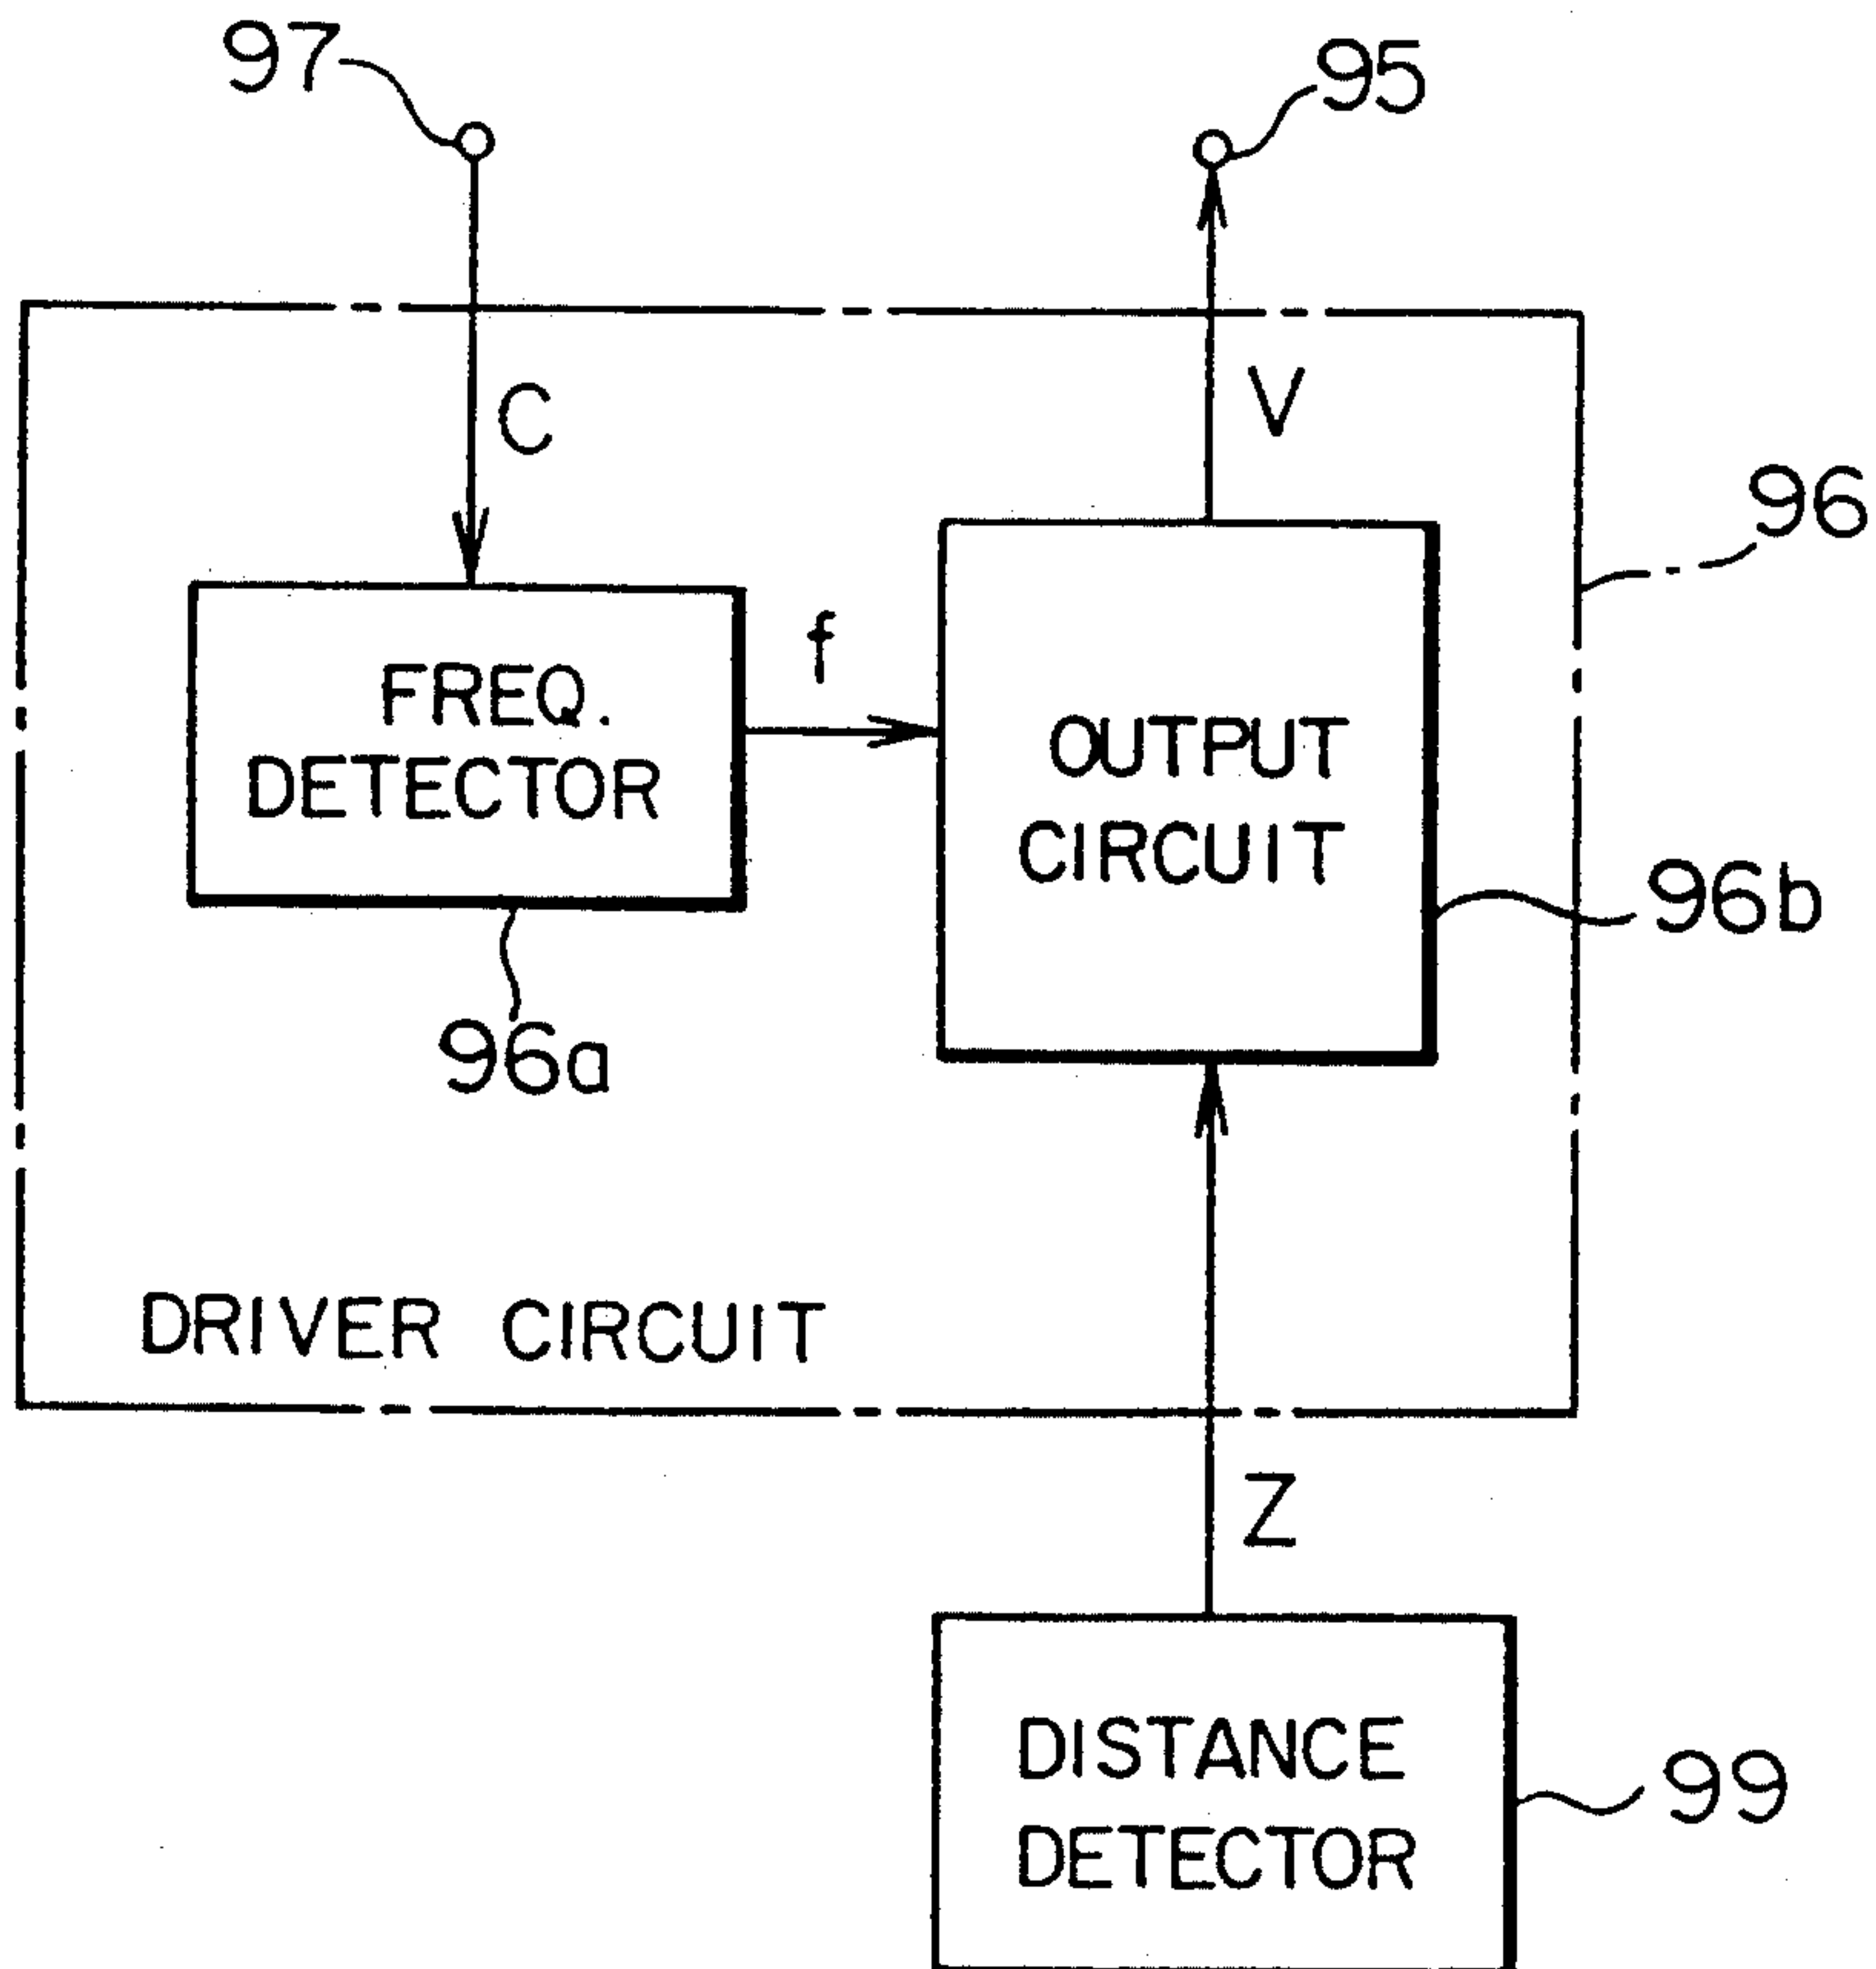 97
95
C
V
96
f
FREQ.
DETECTOR
OUTPUT
CIRCUIT
96b
96a
DRIVER CIRCUIT
Z
DISTANCE
DETECTOR
99